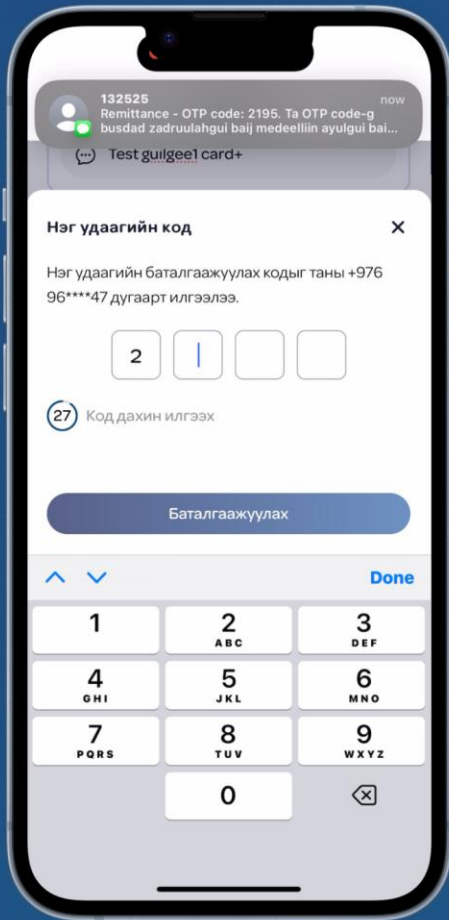 132525
now
Remittance - OTP code: 2195. Ta OTP code-g
busdad zadruulahgui baij medeelliin ayulgui bai...
Test guilgee1 card+
Нэг удаагийн код
Нэг удаагийн баталгаажуулах кодыг таны +976
96****47 дугаарт илгээлээ.
2
27 Код дахин илгээх
Баталгаажуулах
Done
1 2 3
ABC DEF
4 5 6
GHI JKL MNO
7 8 9
PQRS TUV WXYZ
0